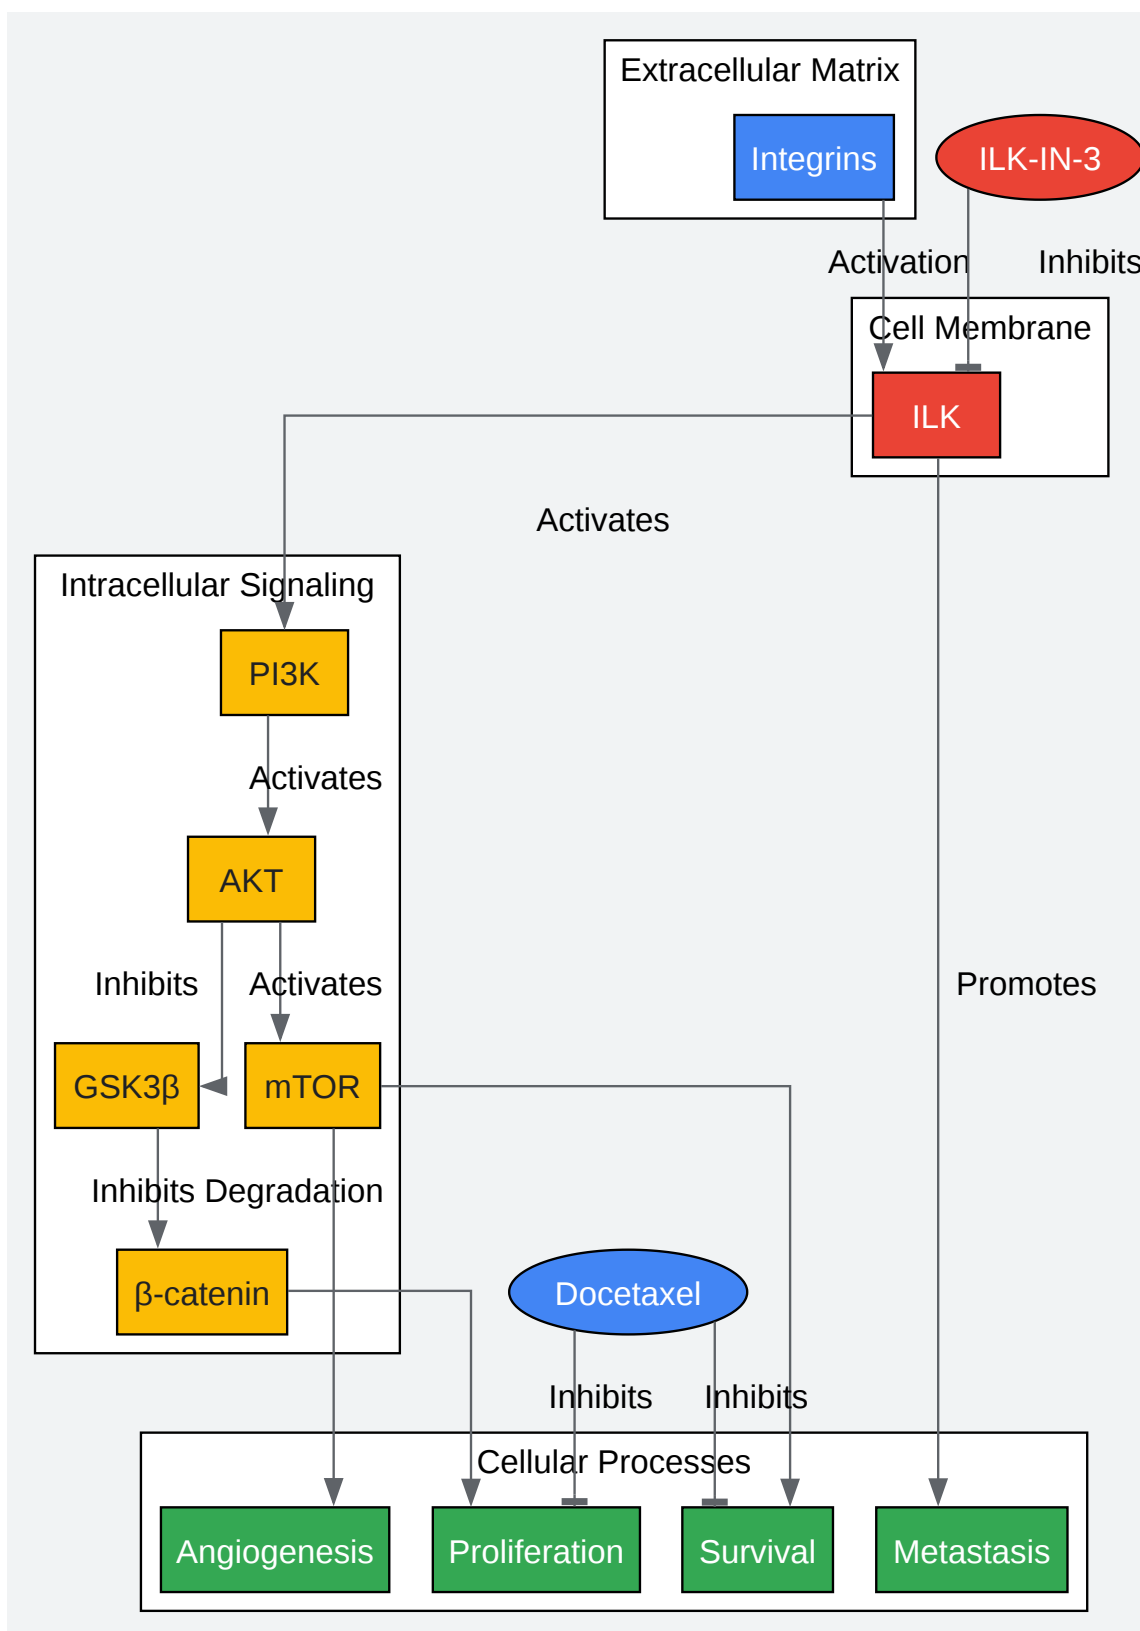 Extracellular Matrix
Integrins
ILK-IN-3
Activation
Inhibits
Cell Membrane
ILK
Activates
Intracellular Signaling
PI3K
Activates
AKT
Inhibits
Activates
Promotes
GSK3β
mTOR
Inhibits Degradation
β-catenin
Docetaxel
Inhibits
Inhibits
Cellular Processes
Angiogenesis
Proliferation
Survival
Metastasis